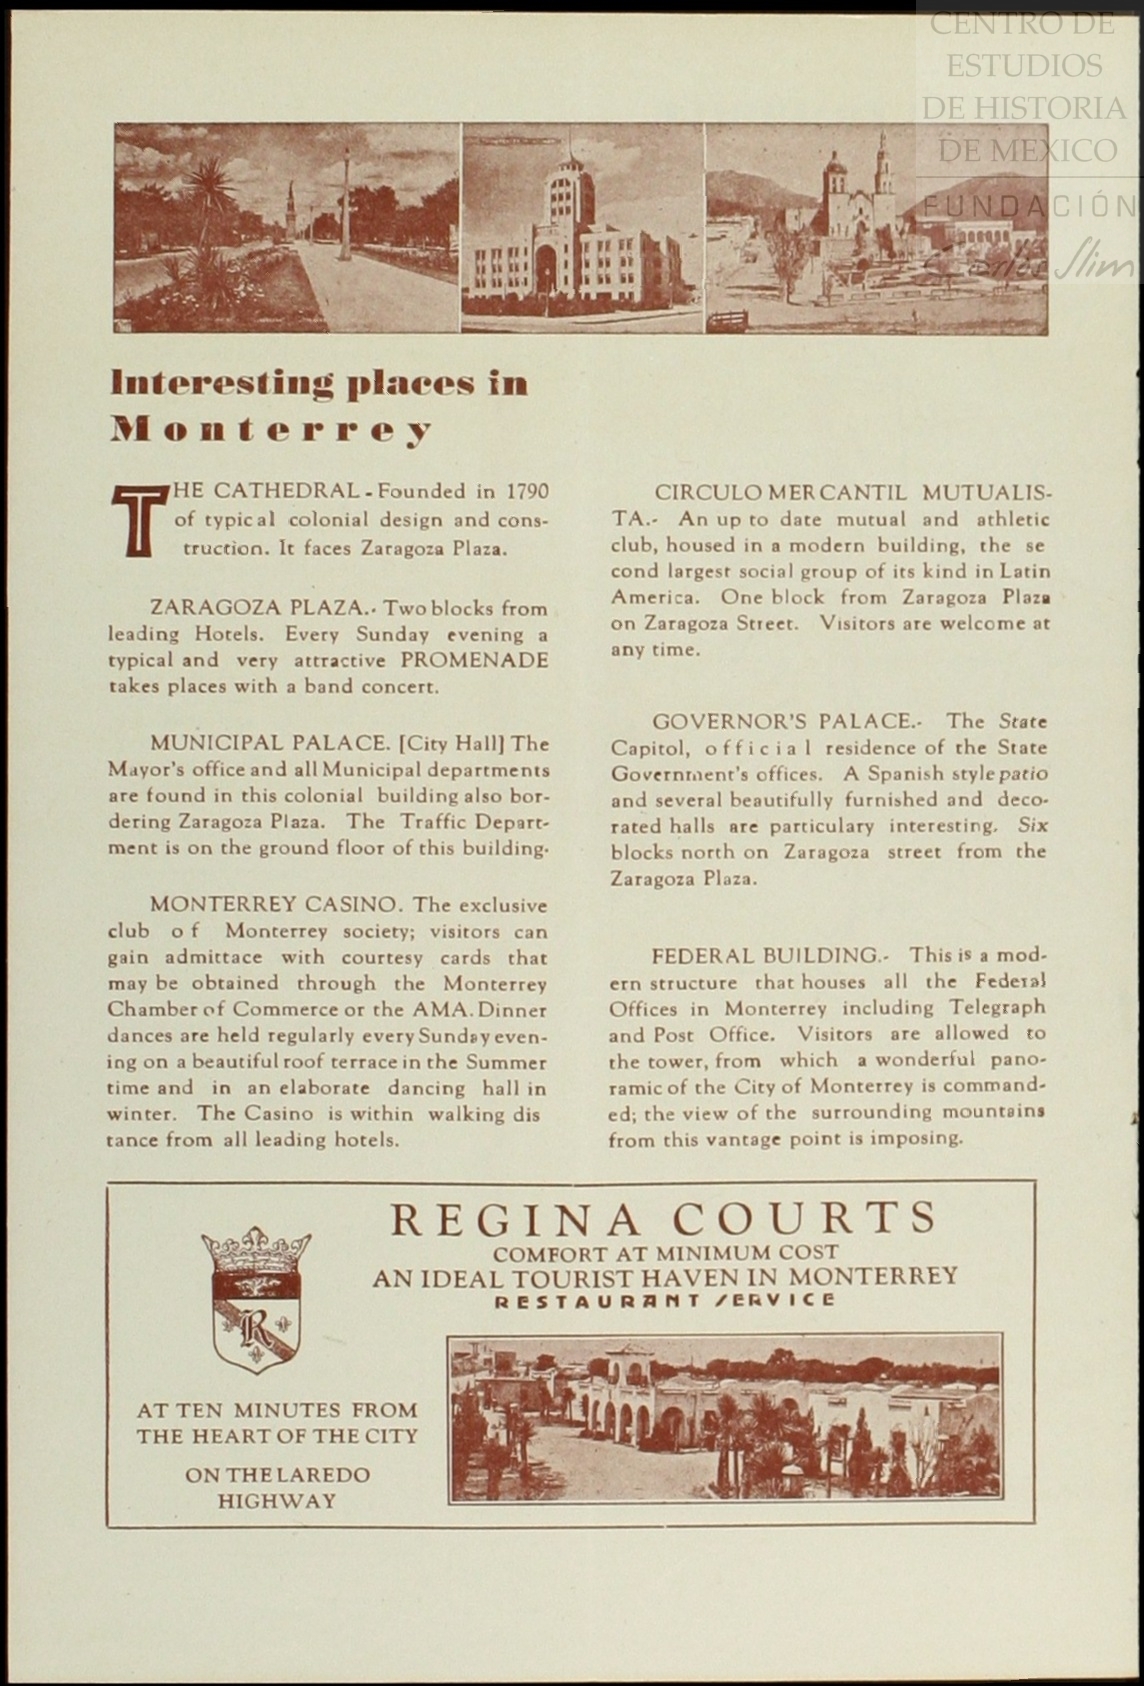 CENTRO DE
ESTUDIOS
DE HISTORIA
DE MEXICO
FUNDACIÓN
Carlos Slim
Interesting places in
Monterrey
THE CATHEDRAL - Founded in 1790
of typical colonial design and cons-
truction. It faces Zaragoza Plaza.
ZARAGOZA PLAZA.- Two blocks from
leading Hotels. Every Sunday evening a
typical and very attractive PROMENADE
takes places with a band concert.
MUNICIPAL PALACE. [City Hall] The
Mayor's office and all Municipal departments
are found in this colonial building also bor-
dering Zaragoza Plaza. The Traffic Depart-
ment is on the ground floor of this building.
MONTERREY CASINO. The exclusive
club of Monterrey society; visitors can
gain admittace with courtesy cards that
may be obtained through the Monterrey
Chamber of Commerce or the AMA. Dinner
dances are held regularly every Sunday even-
ing on a beautiful roof terrace in the Summer
time and in an elaborate dancing hall in
winter. The Casino is within walking dis
tance from all leading hotels.
CIRCULO MERCANTIL MUTUALIS-
TA.- An up to date mutual and athletic
club, housed in a modern building, the se
cond largest social group of its kind in Latin
America. One block from Zaragoza Plaza
on Zaragoza Street. Visitors are welcome at
any time.
GOVERNOR'S PALACE.- The State
Capitol, official residence of the State
Government's offices. A Spanish style patio
and several beautifully furnished and deco-
rated halls are particulary interesting. Six
blocks north on Zaragoza street from the
Zaragoza Plaza.
FEDERAL BUILDING.- This is a mod-
ern structure that houses all the Federal
Offices in Monterrey including Telegraph
and Post Office. Visitors are allowed to
the tower, from which a wonderful pano-
ramic of the City of Monterrey is command-
ed; the view of the surrounding mountains
from this vantage point is imposing.
REGINA COURTS
COMFORT AT MINIMUM COST
AN IDEAL TOURIST HAVEN IN MONTERREY
RESTAURANT SERVICE
R
AT TEN MINUTES FROM
THE HEART OF THE CITY
ON THE LAREDO
HIGHWAY